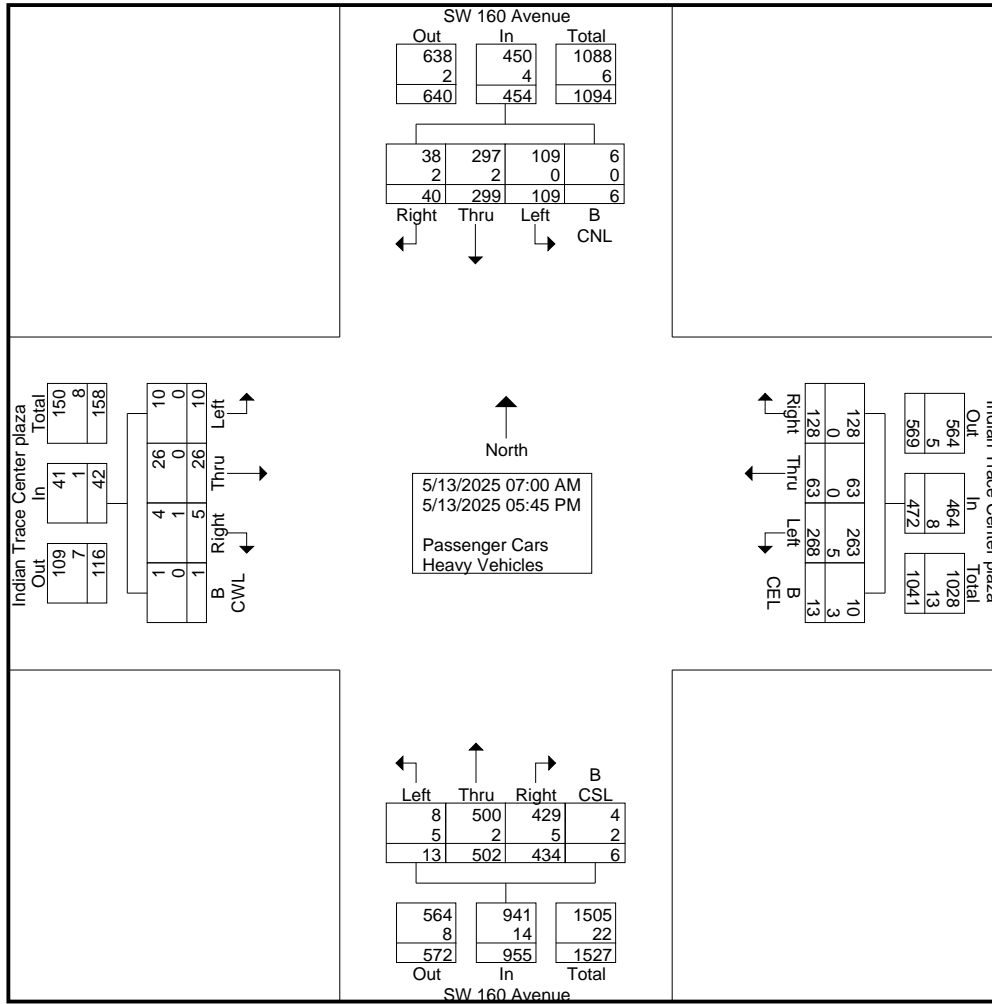 SW 160 Avenue
Out In Total
638 450 1088
2 4 6
640 454 1094
38 297 109 6
2 2 0 0
40 299 109 6
Right Thru Left B
CNL
Indian Trace Center plaza
Total In Out
150 41 109
8 1 7
158 42 116
10 26 4 1
0 0 1 0
10 26 5 1
Left Thru Right B
CWL
North
5/13/2025 07:00 AM
5/13/2025 05:45 PM
Passenger Cars
Heavy Vehicles
Indian Trace Center plaza
Out In Total
564 464 1028
5 8 13
569 472 1041
128 63 263 10
0 0 5 3
128 63 268 13
Right Thru Left B
CEL
B
Left Thru Right CSL
8 500 429 4
5 2 5 2
13 502 434 6
564 941 1505
8 14 22
572 955 1527
Out In Total
SW 160 Avenue